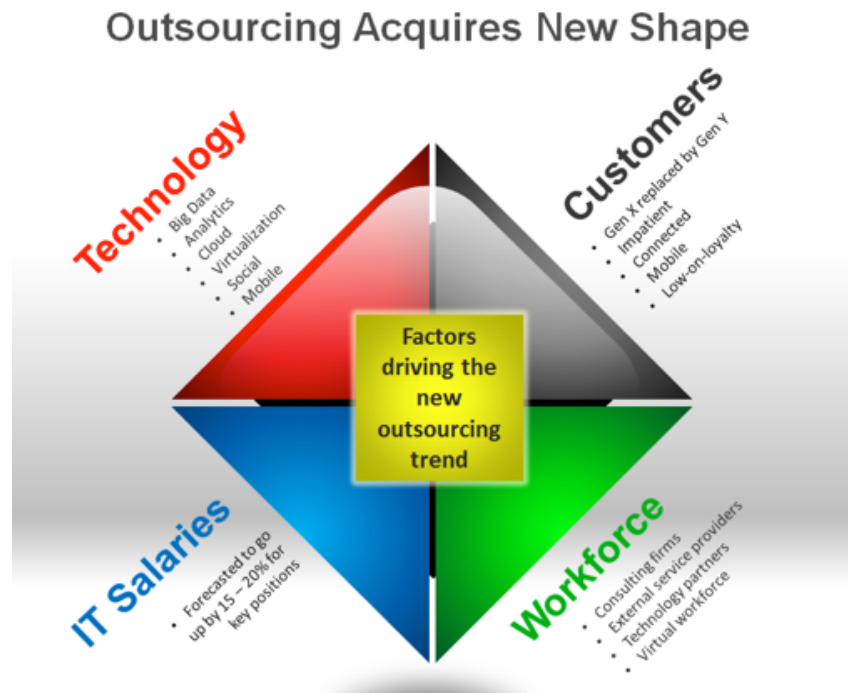 Outsourcing Acquires New Shape
Technology
• Big Data
• Analytics
• Cloud
• Virtualization
• Social
• Mobile
Customers
• Gen X replaced by Gen Y
• Impatient
• Connected
• Mobile
• Low-on-loyalty
Factors
driving the
new
outsourcing
trend
IT Salaries
• Forecasted to go
up by 15 – 20% for
key positions
Workforce
• Consulting firms
• External service providers
• Technology partners
• Virtual workforce